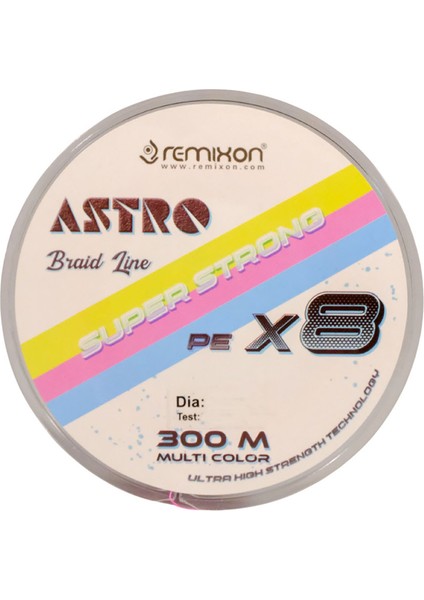 remixon
www.remixon.com
ASTRO
Braid Line
SUPER STRONG
PE X8
Dia:
Test:
300 M
MULTI COLOR
ULTRA HIGH STRENGTH TECHNOLOGY